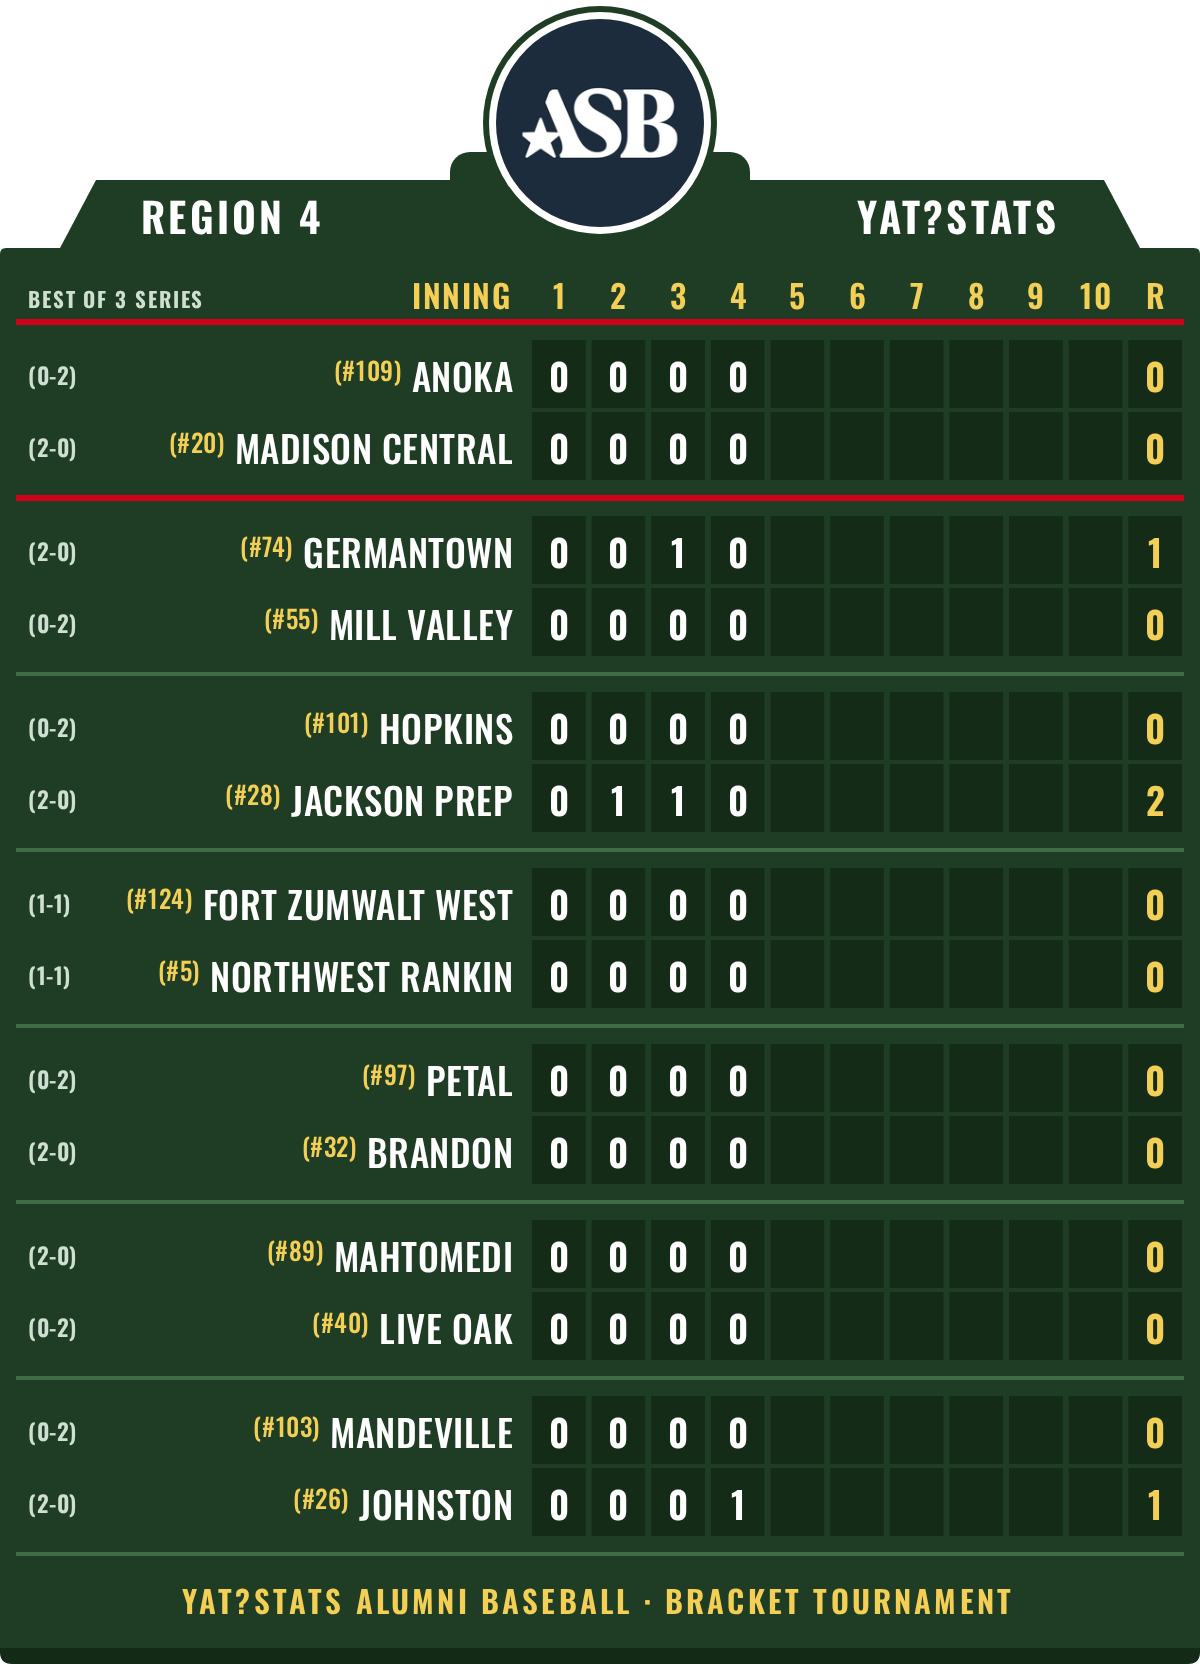 ASB
REGION 4 YAT?STATS
BEST OF 3 SERIES INNING 1 2 3 4 5 6 7 8 9 10 R
(0-2) (#109) ANOKA 0 0 0 0 0
(2-0) (#20) MADISON CENTRAL 0 0 0 0 0
(2-0) (#74) GERMANTOWN 0 0 1 0 1
(0-2) (#55) MILL VALLEY 0 0 0 0 0
(0-2) (#101) HOPKINS 0 0 0 0 0
(2-0) (#28) JACKSON PREP 0 1 1 0 2
(1-1) (#124) FORT ZUMWALT WEST 0 0 0 0 0
(1-1) (#5) NORTHWEST RANKIN 0 0 0 0 0
(0-2) (#97) PETAL 0 0 0 0 0
(2-0) (#32) BRANDON 0 0 0 0 0
(2-0) (#89) MAHTOMEDI 0 0 0 0 0
(0-2) (#40) LIVE OAK 0 0 0 0 0
(0-2) (#103) MANDEVILLE 0 0 0 0 0
(2-0) (#26) JOHNSTON 0 0 0 1 1
YAT?STATS ALUMNI BASEBALL · BRACKET TOURNAMENT